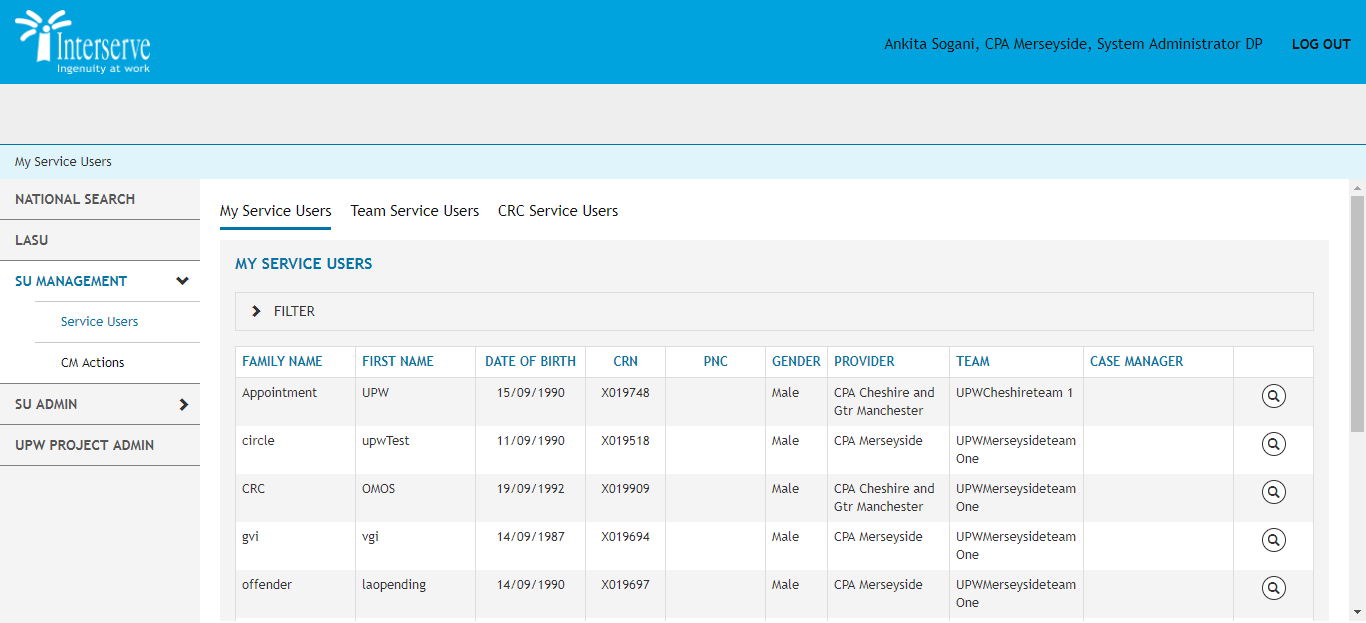 Interserve
Ingenuity at work
Ankita Sogani, CPA Merseyside, System Administrator DP LOG OUT
My Service Users
NATIONAL SEARCH
LASU
SU MANAGEMENT
Service Users
CM Actions
SU ADMIN
UPW PROJECT ADMIN
My Service Users Team Service Users CRC Service Users
MY SERVICE USERS
FILTER
FAMILY NAME FIRST NAME DATE OF BIRTH CRN PNC GENDER PROVIDER TEAM CASE MANAGER
Appointment UPW 15/09/1990 X019748 Male CPA Cheshire and UPWCheshireteam 1
Gtr Manchester
circle upwTest 11/09/1990 X019518 Male CPA Merseyside UPWMerseysideteam
One
CRC OMOS 19/09/1992 X019909 Male CPA Cheshire and UPWMerseysideteam
Gtr Manchester One
gvi vgi 14/09/1987 X019694 Male CPA Merseyside UPWMerseysideteam
One
offender laopending 14/09/1990 X019697 Male CPA Merseyside UPWMerseysideteam
One